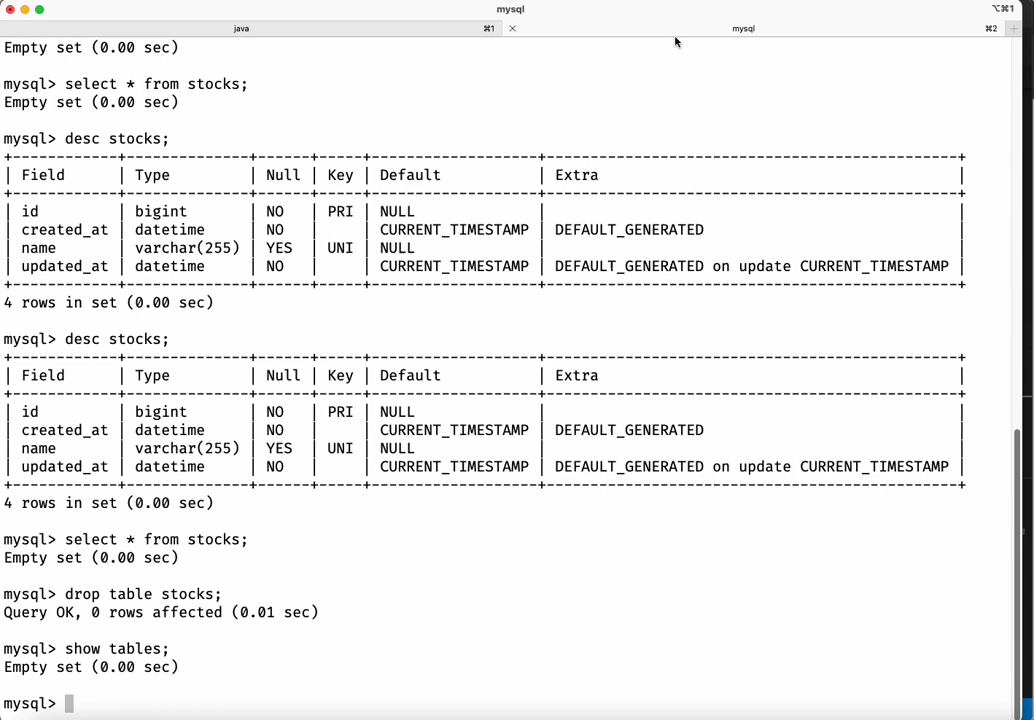 mysql
⌥⌘1
java ⌘1 mysql ⌘2 +
Empty set (0.00 sec)
mysql> select * from stocks;
Empty set (0.00 sec)
mysql> desc stocks;
+------------+--------------+------+-----+-------------------+-----------------------------------------------+
| Field | Type | Null | Key | Default | Extra |
+------------+--------------+------+-----+-------------------+-----------------------------------------------+
| id | bigint | NO | PRI | NULL | |
| created_at | datetime | NO | | CURRENT_TIMESTAMP | DEFAULT_GENERATED |
| name | varchar(255) | YES | UNI | NULL | |
| updated_at | datetime | NO | | CURRENT_TIMESTAMP | DEFAULT_GENERATED on update CURRENT_TIMESTAMP |
+------------+--------------+------+-----+-------------------+-----------------------------------------------+
4 rows in set (0.00 sec)
mysql> desc stocks;
+------------+--------------+------+-----+-------------------+-----------------------------------------------+
| Field | Type | Null | Key | Default | Extra |
+------------+--------------+------+-----+-------------------+-----------------------------------------------+
| id | bigint | NO | PRI | NULL | |
| created_at | datetime | NO | | CURRENT_TIMESTAMP | DEFAULT_GENERATED |
| name | varchar(255) | YES | UNI | NULL | |
| updated_at | datetime | NO | | CURRENT_TIMESTAMP | DEFAULT_GENERATED on update CURRENT_TIMESTAMP |
+------------+--------------+------+-----+-------------------+-----------------------------------------------+
4 rows in set (0.00 sec)
mysql> select * from stocks;
Empty set (0.00 sec)
mysql> drop table stocks;
Query OK, 0 rows affected (0.01 sec)
mysql> show tables;
Empty set (0.00 sec)
mysql>